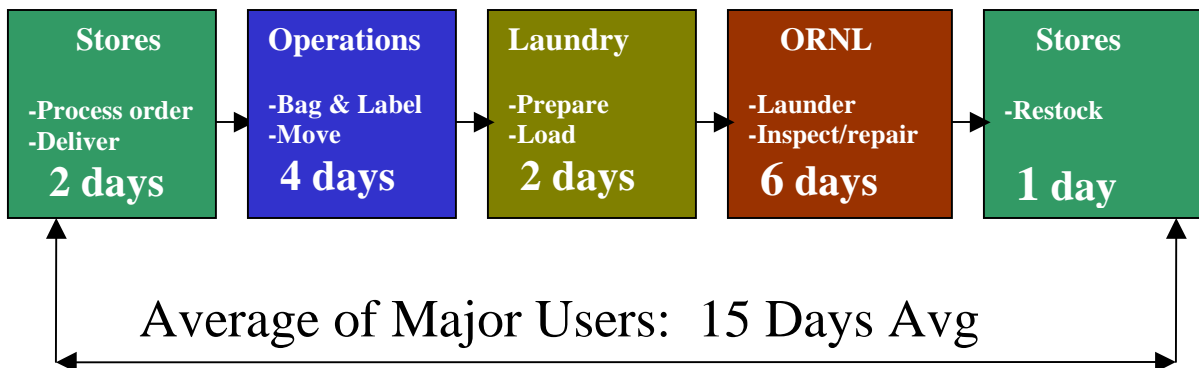 Stores
-Process order
-Deliver
2 days
Operations
-Bag & Label
-Move
4 days
Laundry
-Prepare
-Load
2 days
ORNL
-Launder
-Inspect/repair
6 days
Stores
-Restock
1 day
Average of Major Users:  15 Days Avg